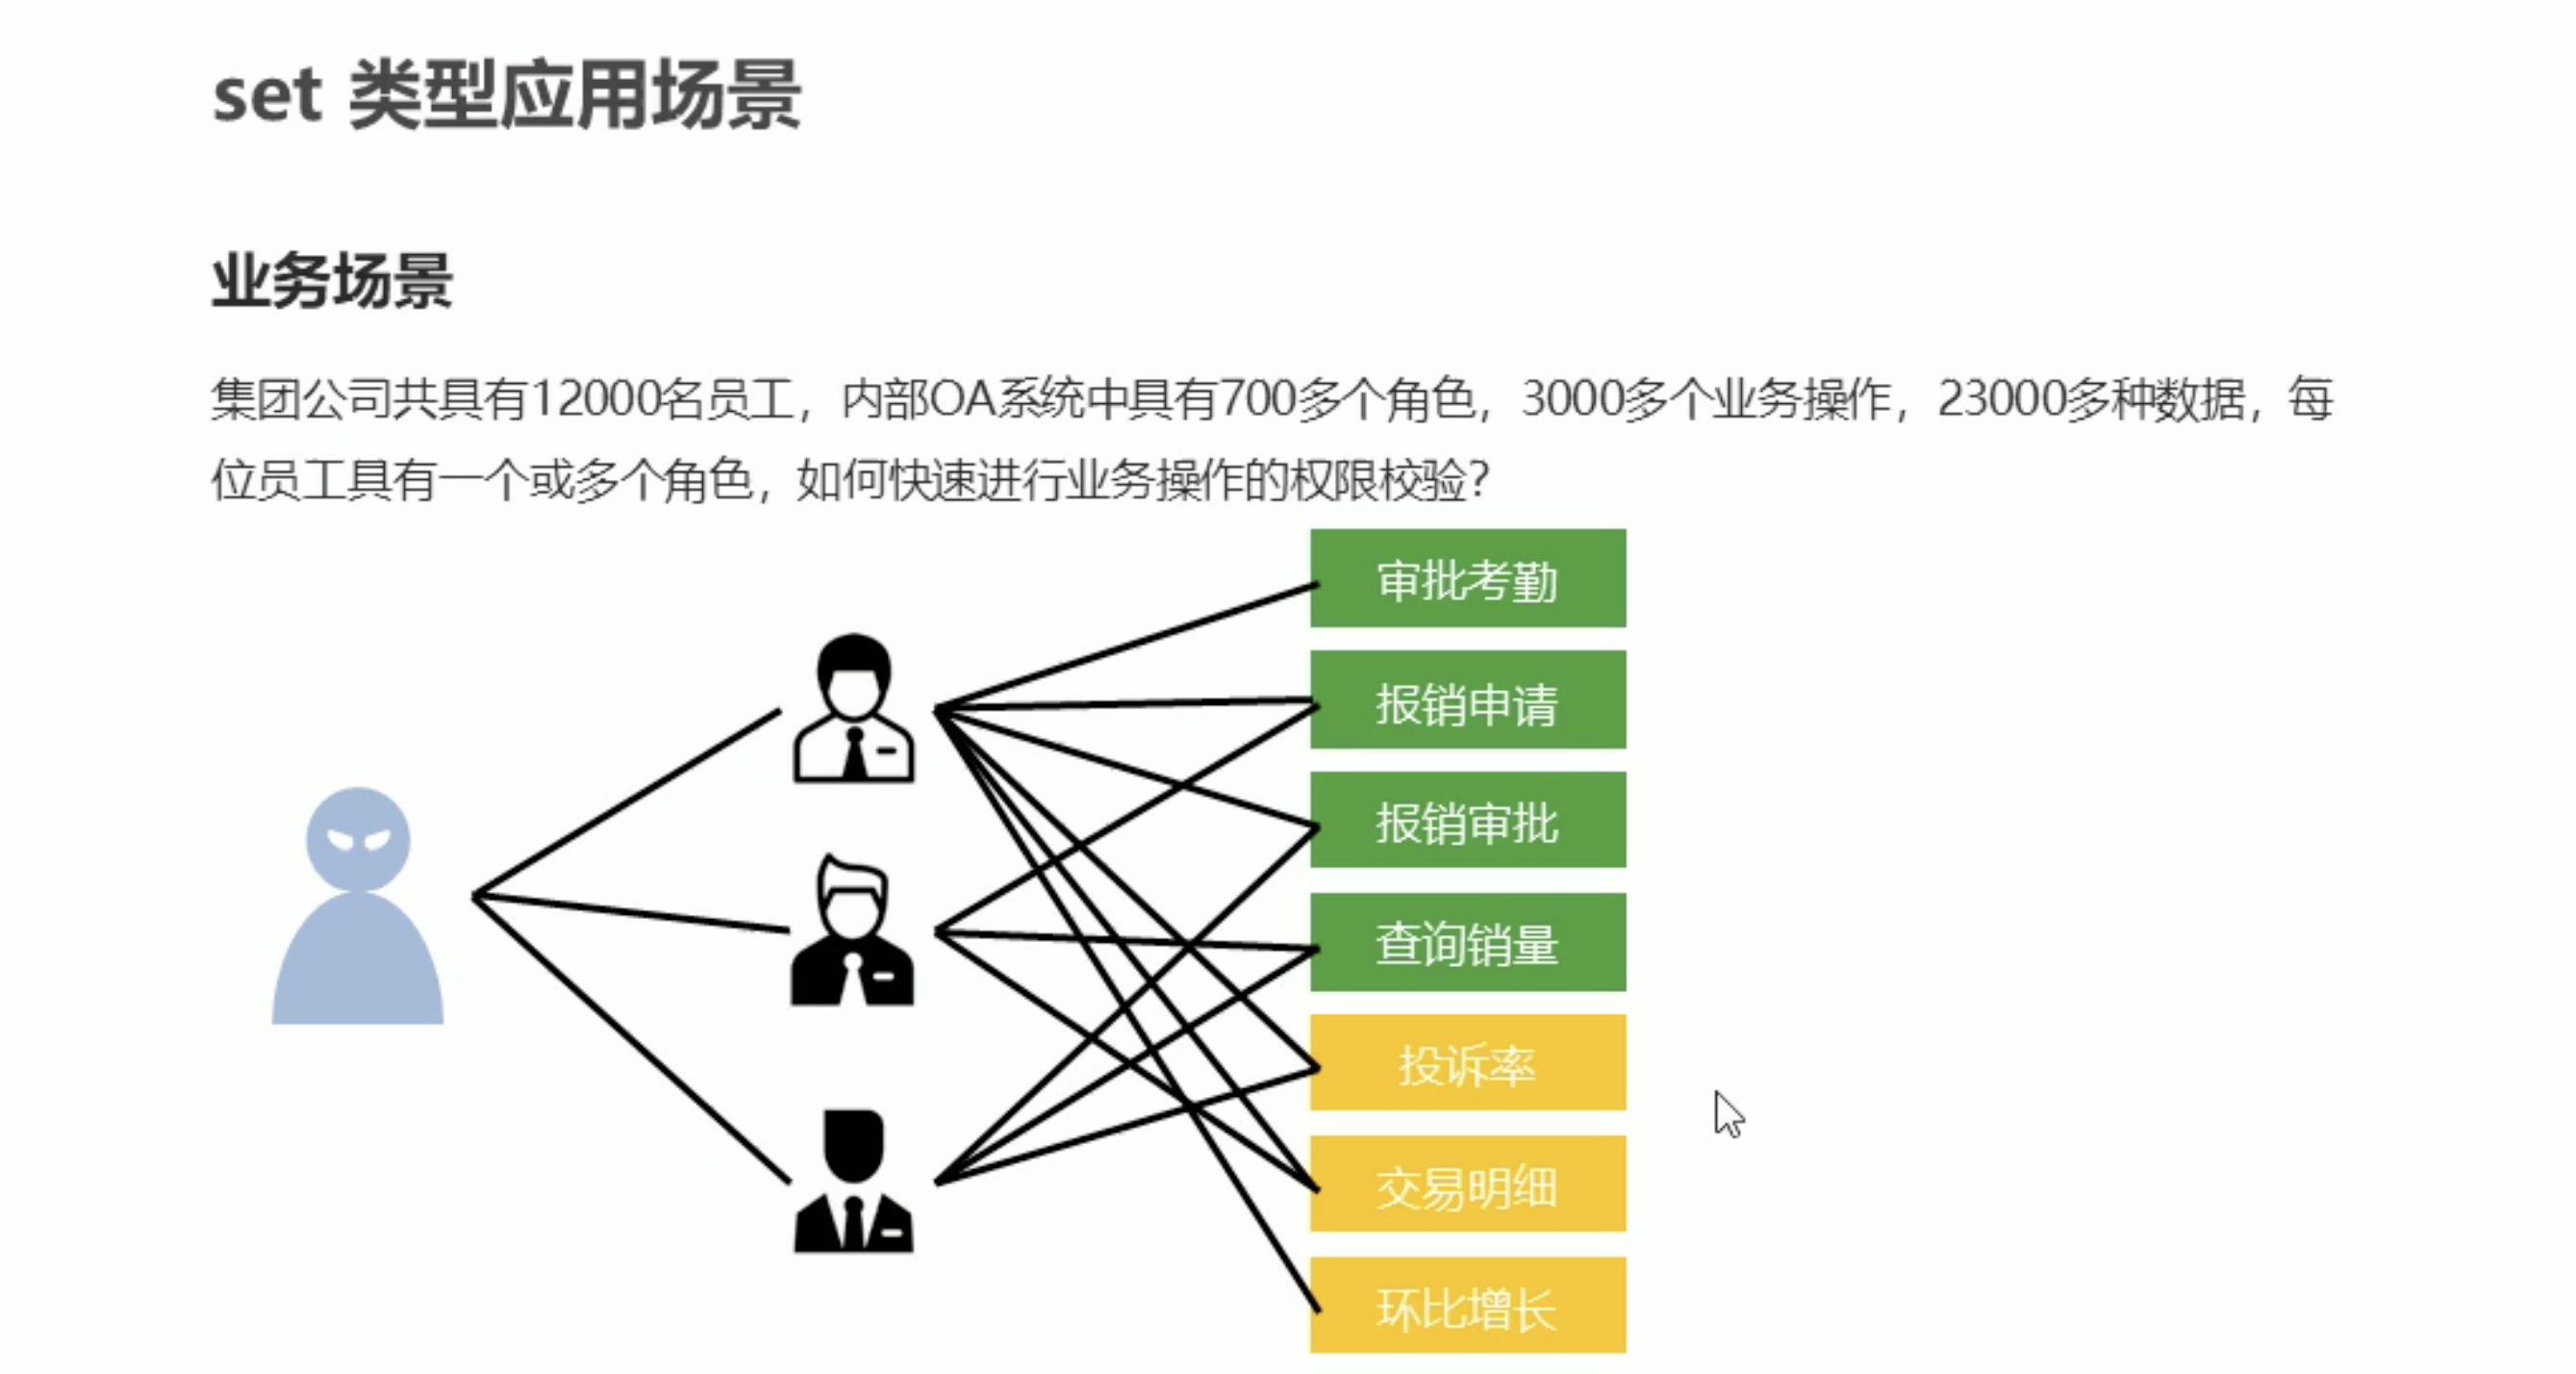 set 类型应用场景
业务场景
集团公司共具有12000名员工，内部OA系统中具有700多个角色，3000多个业务操作，23000多种数据，每
位员工具有一个或多个角色，如何快速进行业务操作的权限校验？
审批考勤
报销申请
报销审批
查询销量
投诉率
交易明细
环比增长